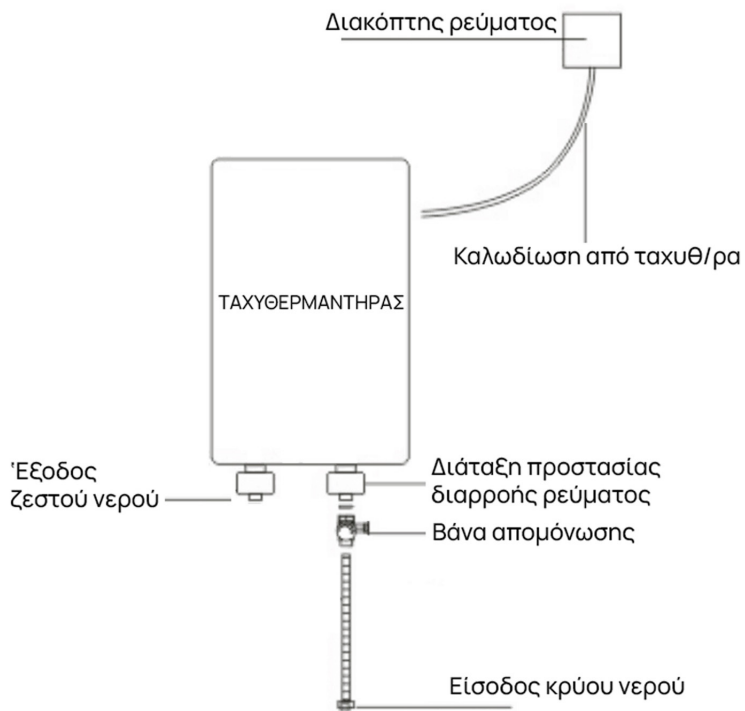 Διακόπτης ρεύματος
Καλωδίωση από ταχυθ/ρα
ΤΑΧΥΘΕΡΜΑΝΤΗΡΑΣ
Έξοδος
ζεστού νερού
Διάταξη προστασίας
διαρροής ρεύματος
Βάνα απομόνωσης
Είσοδος κρύου νερού